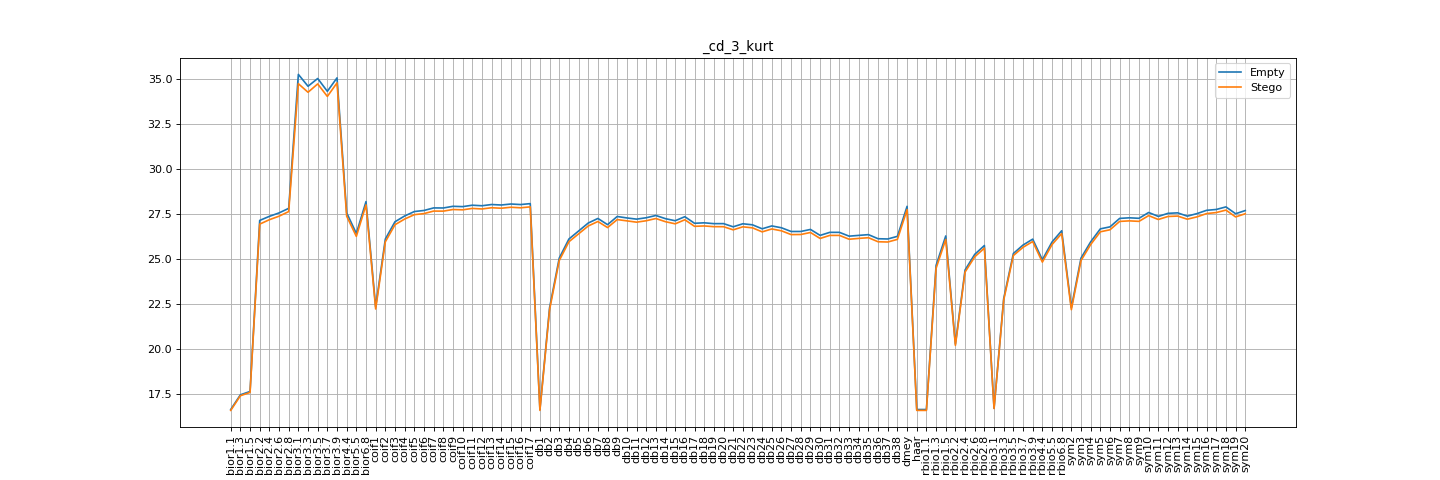 _cd_3_kurt
Empty
Stego
35.0
32.5
30.0
27.5
25.0
22.5
20.0
17.5
bior1.1
bior1.3
bior1.5
bior2.2
bior2.4
bior2.6
bior2.8
bior3.1
bior3.3
bior3.5
bior3.7
bior3.9
bior4.4
bior5.5
bior6.8
coif1
coif2
coif3
coif4
coif5
coif6
coif7
coif8
coif9
coif10
coif11
coif12
coif13
coif14
coif15
coif16
coif17
db1
db2
db3
db4
db5
db6
db7
db8
db9
db10
db11
db12
db13
db14
db15
db16
db17
db18
db19
db20
db21
db22
db23
db24
db25
db26
db27
db28
db29
db30
db31
db32
db33
db34
db35
db36
db37
db38
dmey
haar
rbio1.1
rbio1.3
rbio1.5
rbio2.2
rbio2.4
rbio2.6
rbio2.8
rbio3.1
rbio3.3
rbio3.5
rbio3.7
rbio3.9
rbio4.4
rbio5.5
rbio6.8
sym2
sym3
sym4
sym5
sym6
sym7
sym8
sym9
sym10
sym11
sym12
sym13
sym14
sym15
sym16
sym17
sym18
sym19
sym20